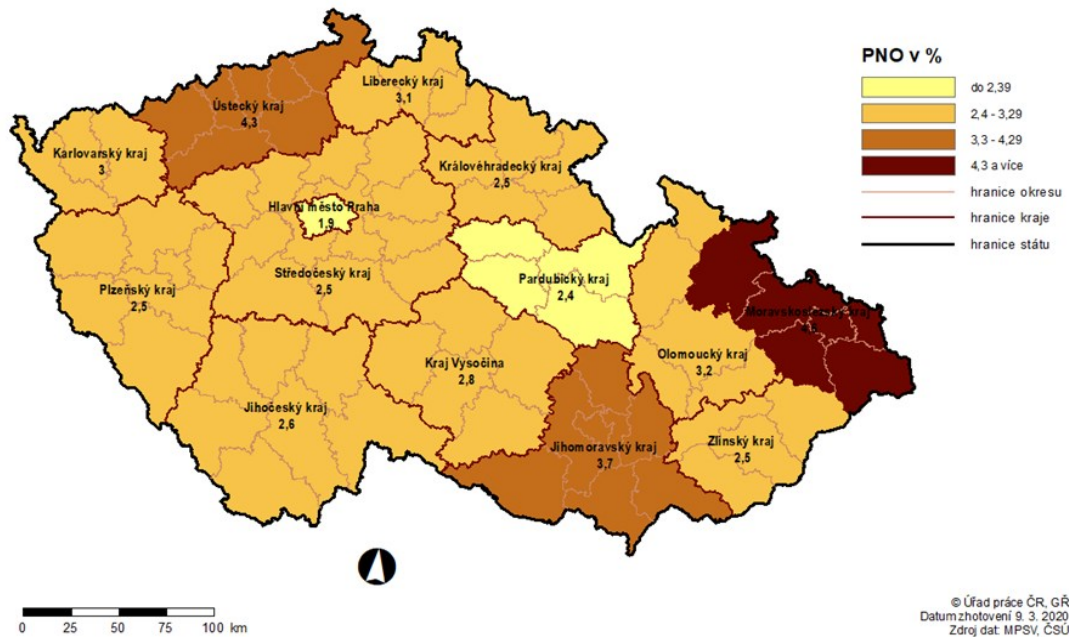 Liberecký kraj
3,1
Ústecký kraj
4,3
Karlovarský kraj
3
Královéhradecký kraj
2,5
Hlavní město Praha
1,9
Středočeský kraj
2,5
Pardubický kraj
2,4
Plzeňský kraj
2,5
Moravskoslezský kraj
Kraj Vysočina
2,8
Olomoucký kraj
3,2
Jihočeský kraj
2,6
Jihomoravský kraj
3,7
Zlínský kraj
2,5
PNO v %
do 2,39
2,4 - 3,29
3,3 - 4,29
4,3 a více
hranice okresu
hranice kraje
hranice státu
0 25 50 75 100 km
© Úřad práce ČR, GŘ
Datum zhotovení 9. 3. 2020
Zdroj dat: MPSV, ČSÚ